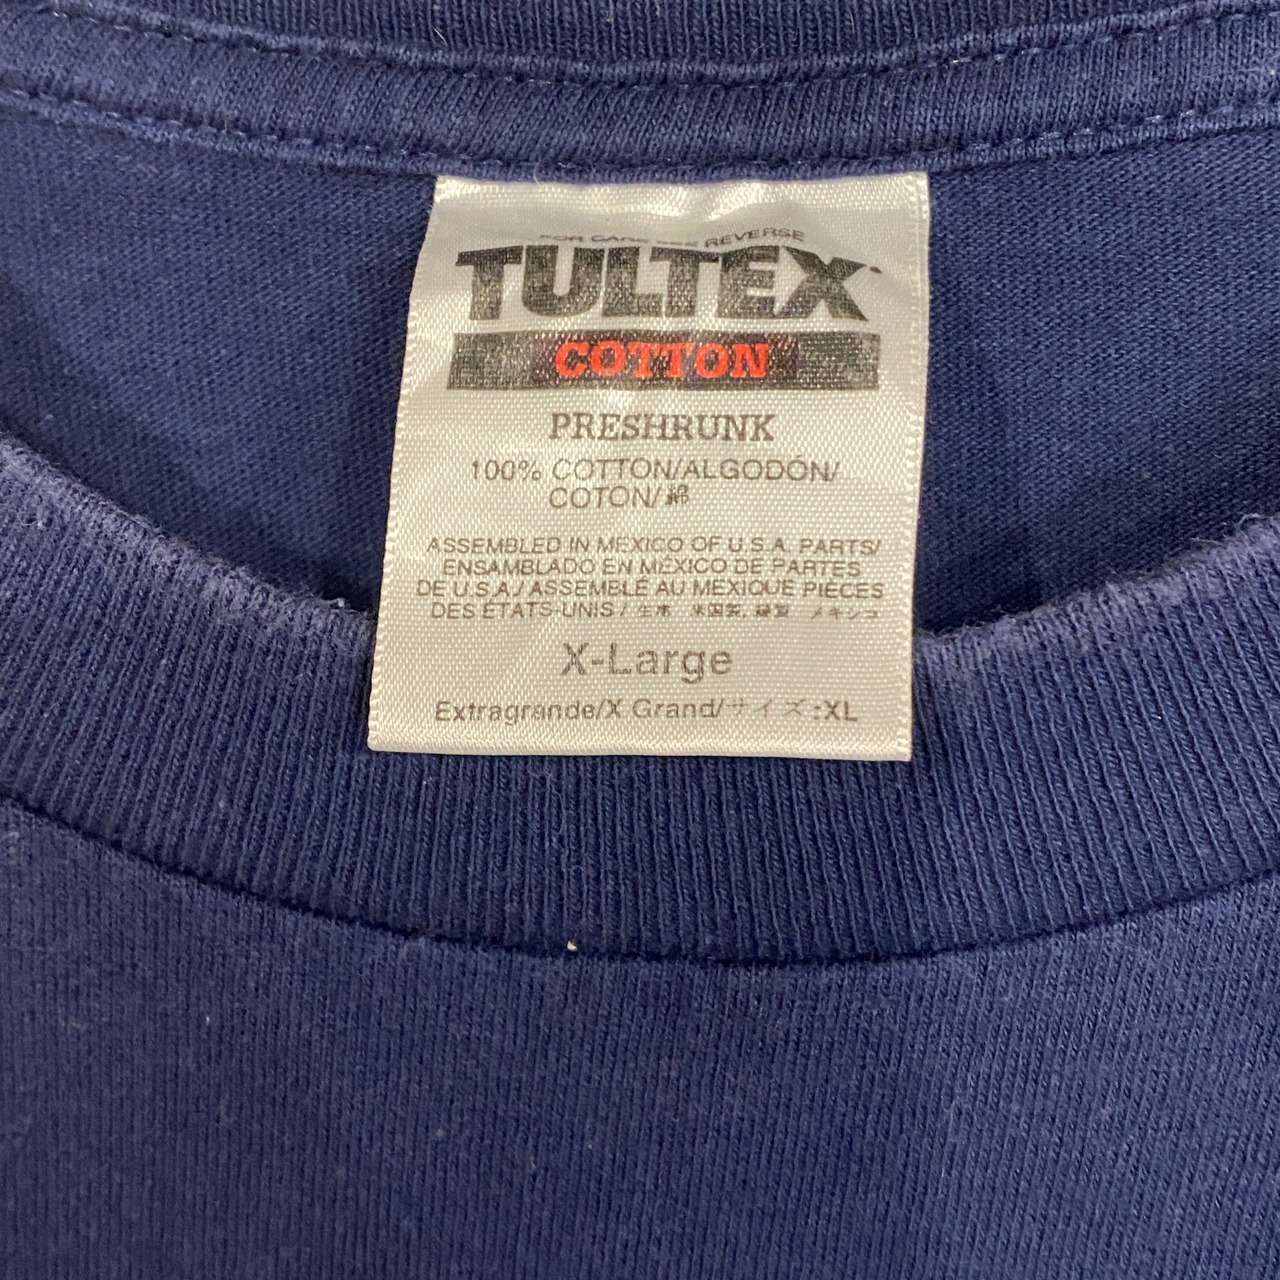 FOR CARE SEE REVERSE
TULTEX
COTTON
PRESHRUNK
100% COTTON/ALGODÓN/
COTON/綿
ASSEMBLED IN MEXICO OF U.S.A. PARTS/
ENSAMBLADO EN MÉXICO DE PARTES
DE U.S.A./ASSEMBLÉ AU MEXIQUE PIÈCES
DES ÉTATS-UNIS/ 生木 米国製, 縫製 メキシコ
X-Large
Extragrande/X Grand/サイズ:XL